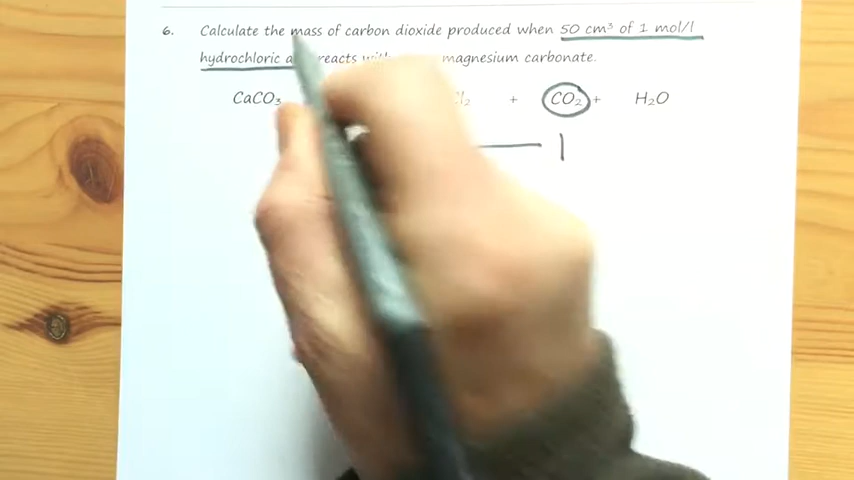 6. Calculate the mass of carbon dioxide produced when 50 cm³ of 1 mol/l
hydrochloric reacts magnesium carbonate.
CaCO₃ + CO₂ + H₂O
1